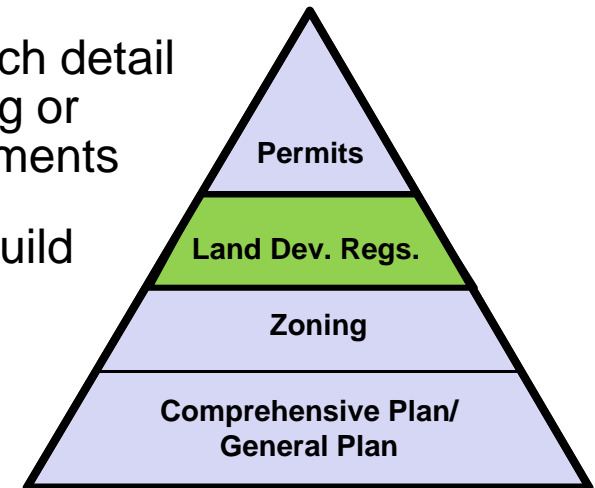 ch detail
g or
ments
uild
Permits
Land Dev. Regs.
Zoning
Comprehensive Plan/
General Plan